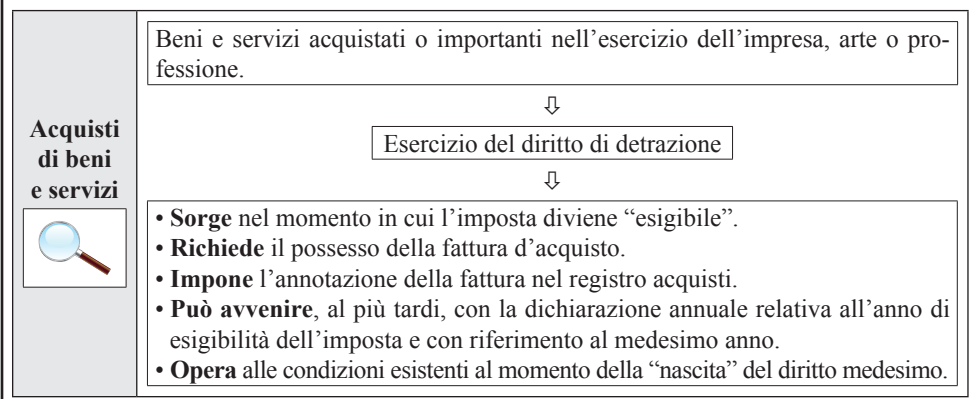 Acquisti
di beni
e servizi
Beni e servizi acquistati o importanti nell’esercizio dell’impresa, arte o pro-
fessione.
⇩
Esercizio del diritto di detrazione
⇩
• Sorge nel momento in cui l’imposta diviene “esigibile”.
• Richiede il possesso della fattura d’acquisto.
• Impone l’annotazione della fattura nel registro acquisti.
• Può avvenire, al più tardi, con la dichiarazione annuale relativa all’anno di
esigibilità dell’imposta e con riferimento al medesimo anno.
• Opera alle condizioni esistenti al momento della “nascita” del diritto medesimo.